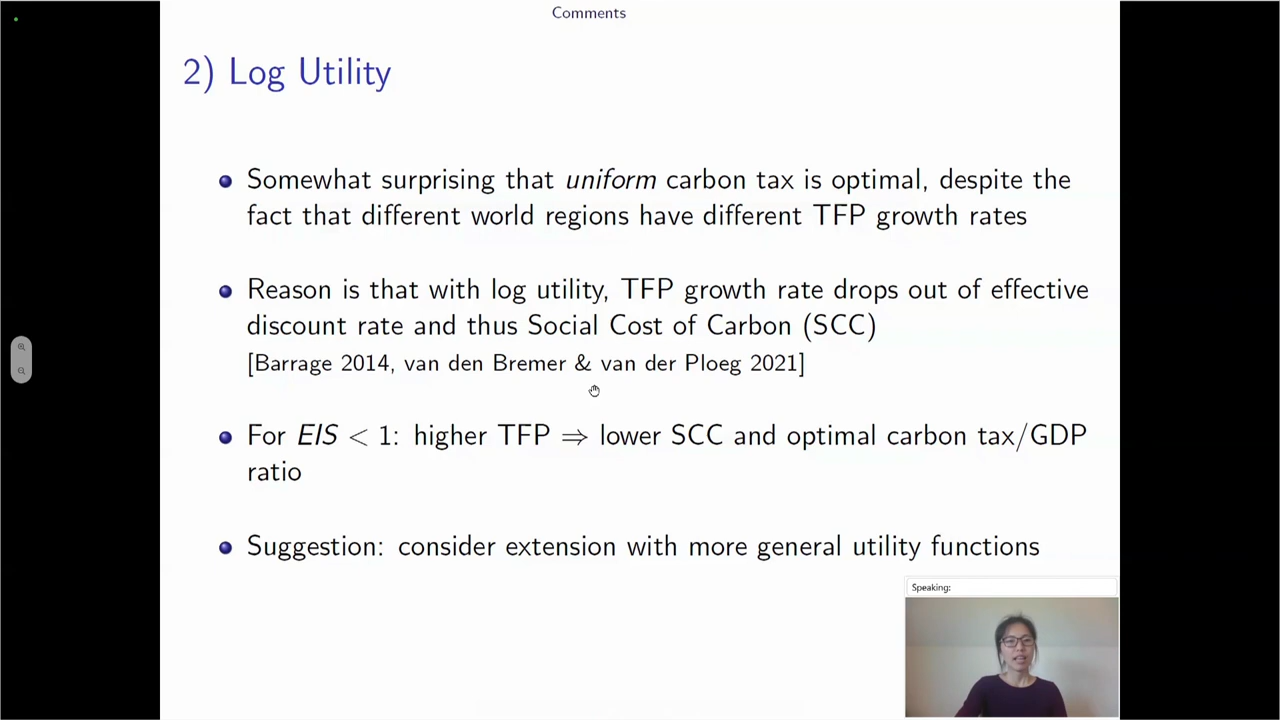 Comments
2) Log Utility
Somewhat surprising that uniform carbon tax is optimal, despite the
fact that different world regions have different TFP growth rates
Reason is that with log utility, TFP growth rate drops out of effective
discount rate and thus Social Cost of Carbon (SCC)
[Barrage 2014, van den Bremer & van der Ploeg 2021]
For EIS < 1: higher TFP ⇒ lower SCC and optimal carbon tax/GDP
ratio
Suggestion: consider extension with more general utility functions
Speaking: